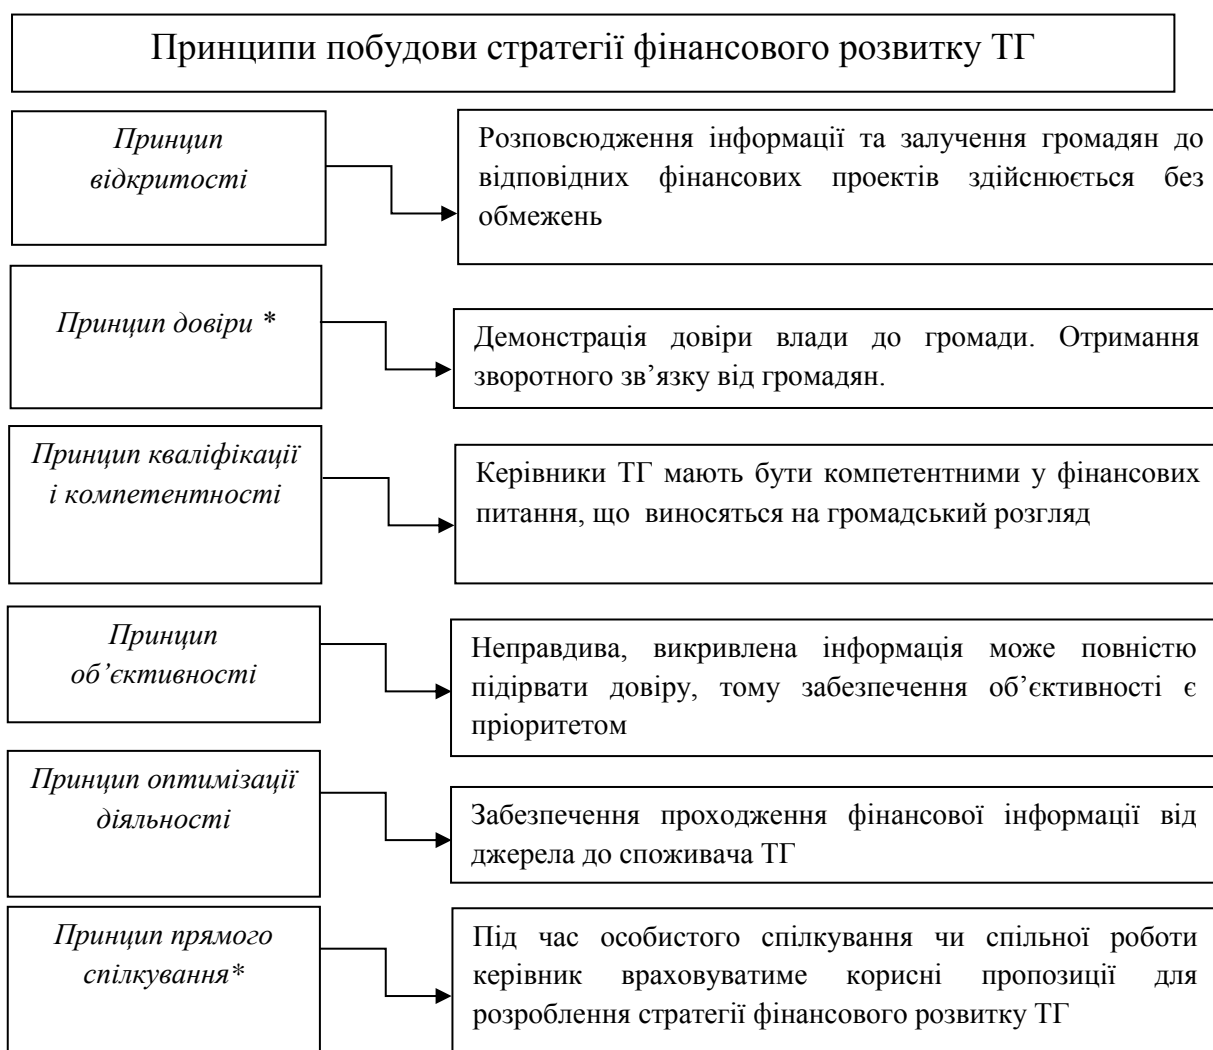 Принципи побудови стратегії фінансового розвитку ТГ
Принцип
відкритості
Розповсюдження інформації та залучення громадян до
відповідних фінансових проектів здійснюється без
обмежень
Принцип довіри *
Демонстрація довіри влади до громади. Отримання
зворотного зв’язку від громадян.
Принцип кваліфікації
і компетентності
Керівники ТГ мають бути компетентними у фінансових
питання, що виносяться на громадський розгляд
Принцип
об’єктивності
Неправдива, викривлена інформація може повністю
підірвати довіру, тому забезпечення об’єктивності є
пріоритетом
Принцип оптимізації
діяльності
Забезпечення проходження фінансової інформації від
джерела до споживача ТГ
Принцип прямого
спілкування*
Під час особистого спілкування чи спільної роботи
керівник враховуватиме корисні пропозиції для
розроблення стратегії фінансового розвитку ТГ